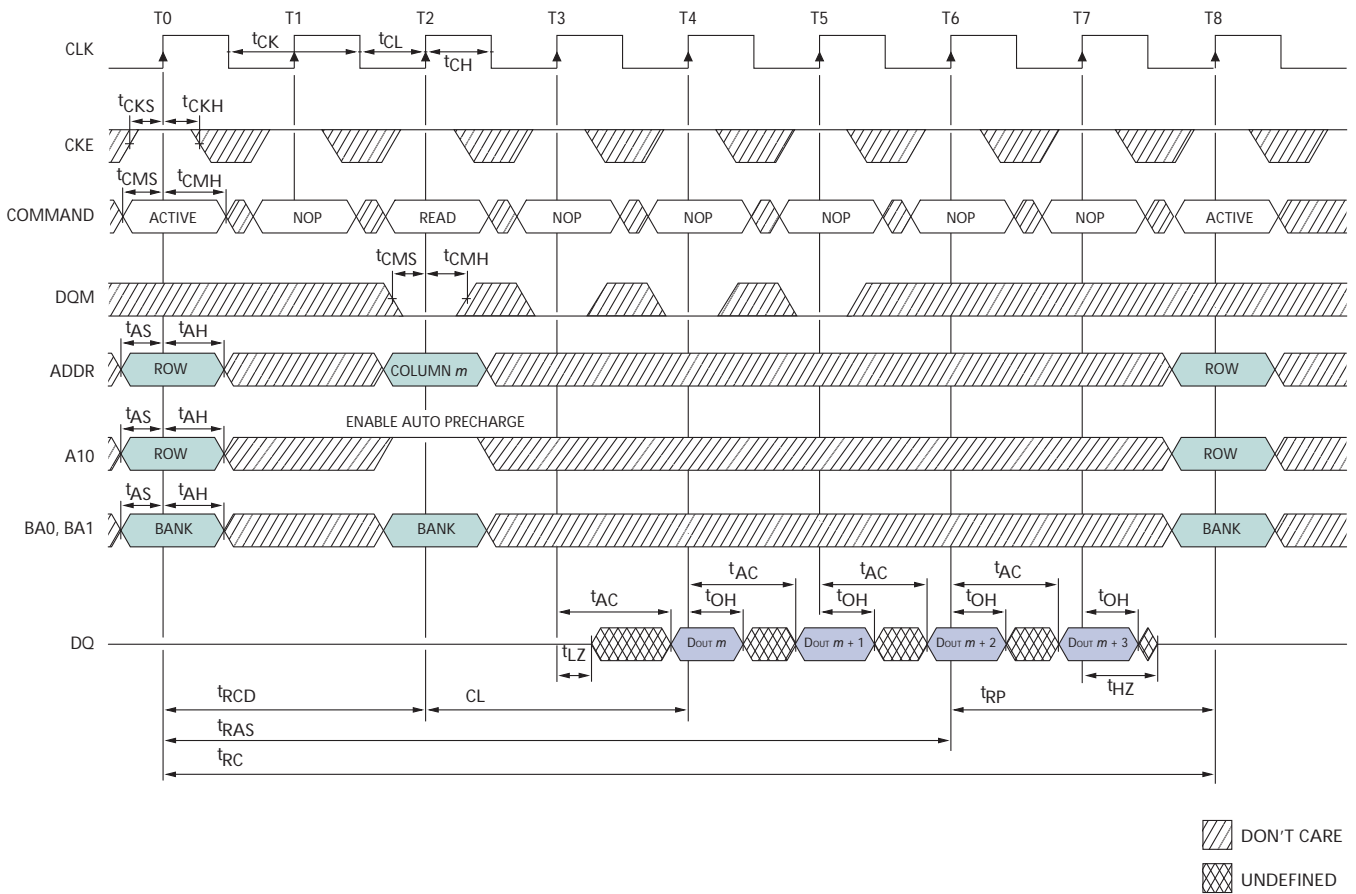 T0 T1 T2 T3 T4 T5 T6 T7 T8
CLK
tCK tCL
tCH
tCKS tCKH
CKE
tCMS tCMH
COMMAND ACTIVE NOP READ NOP NOP NOP NOP NOP ACTIVE
tCMS tCMH
DQM
tAS tAH
ADDR ROW COLUMN m ROW
tAS tAH ENABLE AUTO PRECHARGE
A10 ROW ROW
tAS tAH
BA0, BA1 BANK BANK BANK
tAC tAC tAC
tAC tOH tOH tOH tOH
DQ DOUT m DOUT m + 1 DOUT m + 2 DOUT m + 3
tLZ tHZ
tRCD CL tRP
tRAS
tRC
DON'T CARE
UNDEFINED